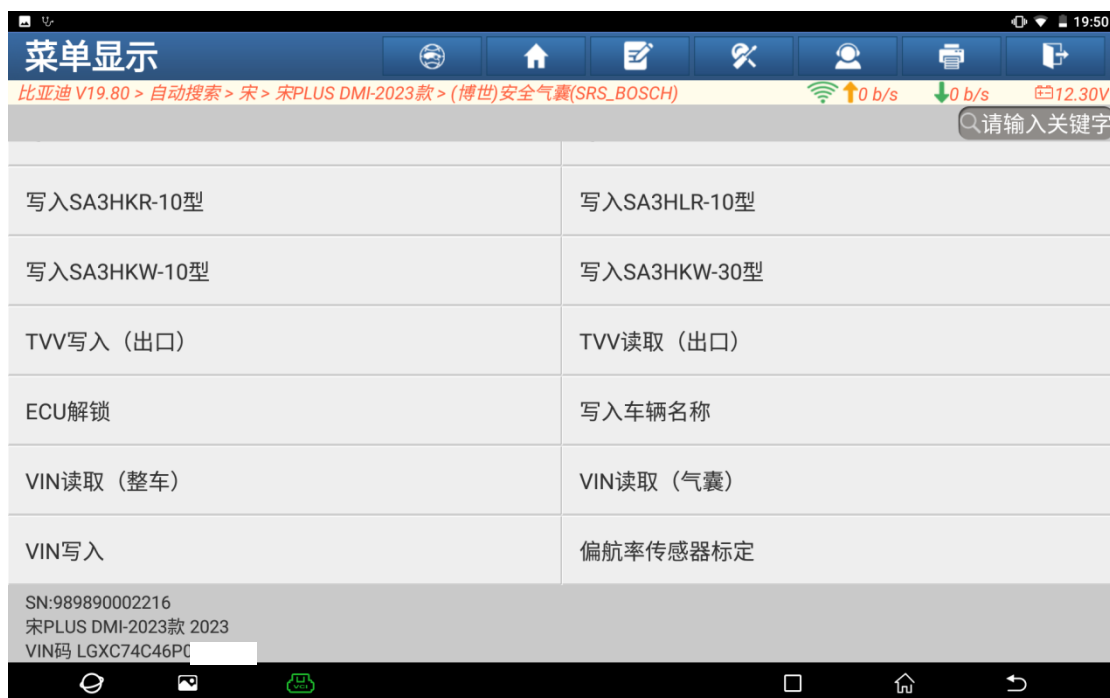 19:50
菜单显示
比亚迪 V19.80 > 自动搜索 > 宋 > 宋PLUS DMI-2023款 > (博世)安全气囊(SRS_BOSCH) 0 b/s 0 b/s 12.30V
请输入关键字
写入SA3HKR-10型 写入SA3HLR-10型
写入SA3HKW-10型 写入SA3HKW-30型
TVV写入（出口） TVV读取（出口）
ECU解锁 写入车辆名称
VIN读取（整车） VIN读取（气囊）
VIN写入 偏航率传感器标定
SN:989890002216
宋PLUS DMI-2023款 2023
VIN码 LGXC74C46P0
VCI